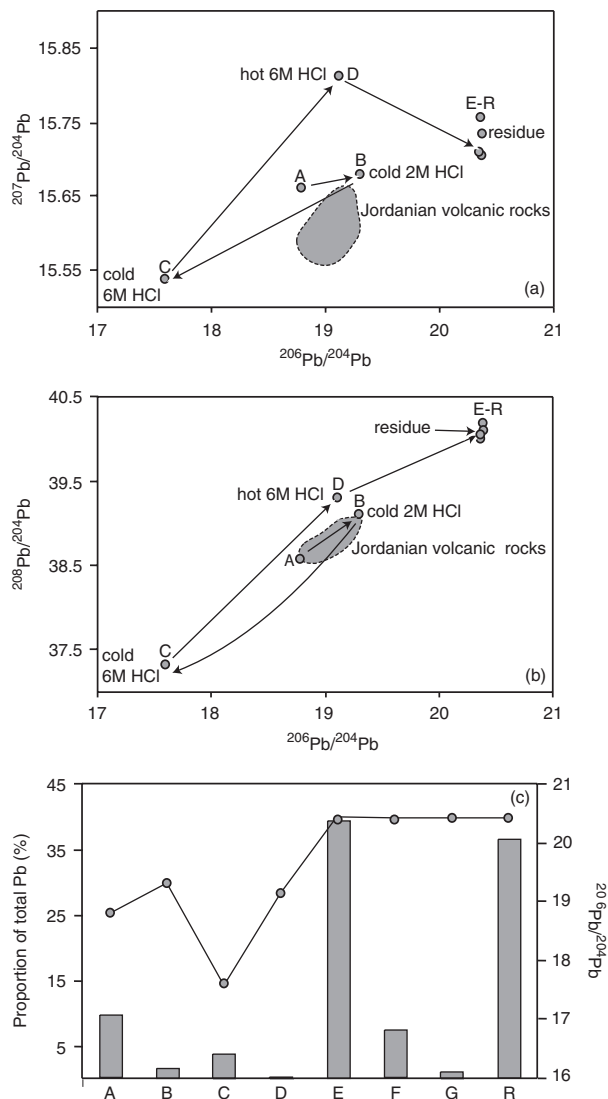 15.85
hot 6M HCl D
E-R
15.75
residue
207Pb/204Pb
B
A
cold 2M HCl
15.65
Jordanian volcanic rocks
C
15.55
cold
6M HCl
(a)
17 18 19 20 21
206Pb/204Pb
40.5
E-R
residue
D
39.5
hot 6M HCl
B
cold 2M HCl
208Pb/204Pb
Jordanian volcanic rocks
A
38.5
C
37.5
cold
6M HCl
(b)
17 18 19 20 21
206Pb/204Pb
45 21
(c)
35 20
Proportion of total Pb (%)
25 19
206Pb/204Pb
18
15
17
5
16
A B C D E F G R